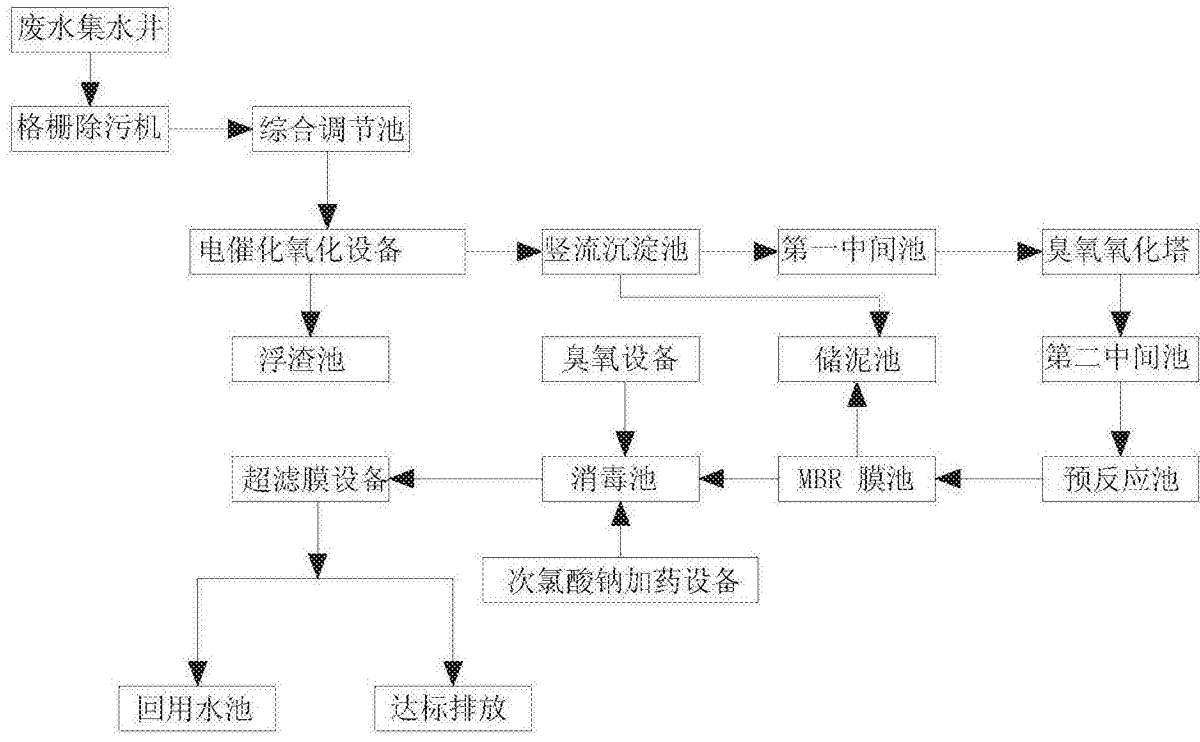 废水集水井
格栅除污机
综合调节池
电催化氧化设备
竖流沉淀池
第一中间池
臭氧氧化塔
浮渣池
臭氧设备
储泥池
第二中间池
超滤膜设备
消毒池
MBR 膜池
预反应池
次氯酸钠加药设备
回用水池
达标排放